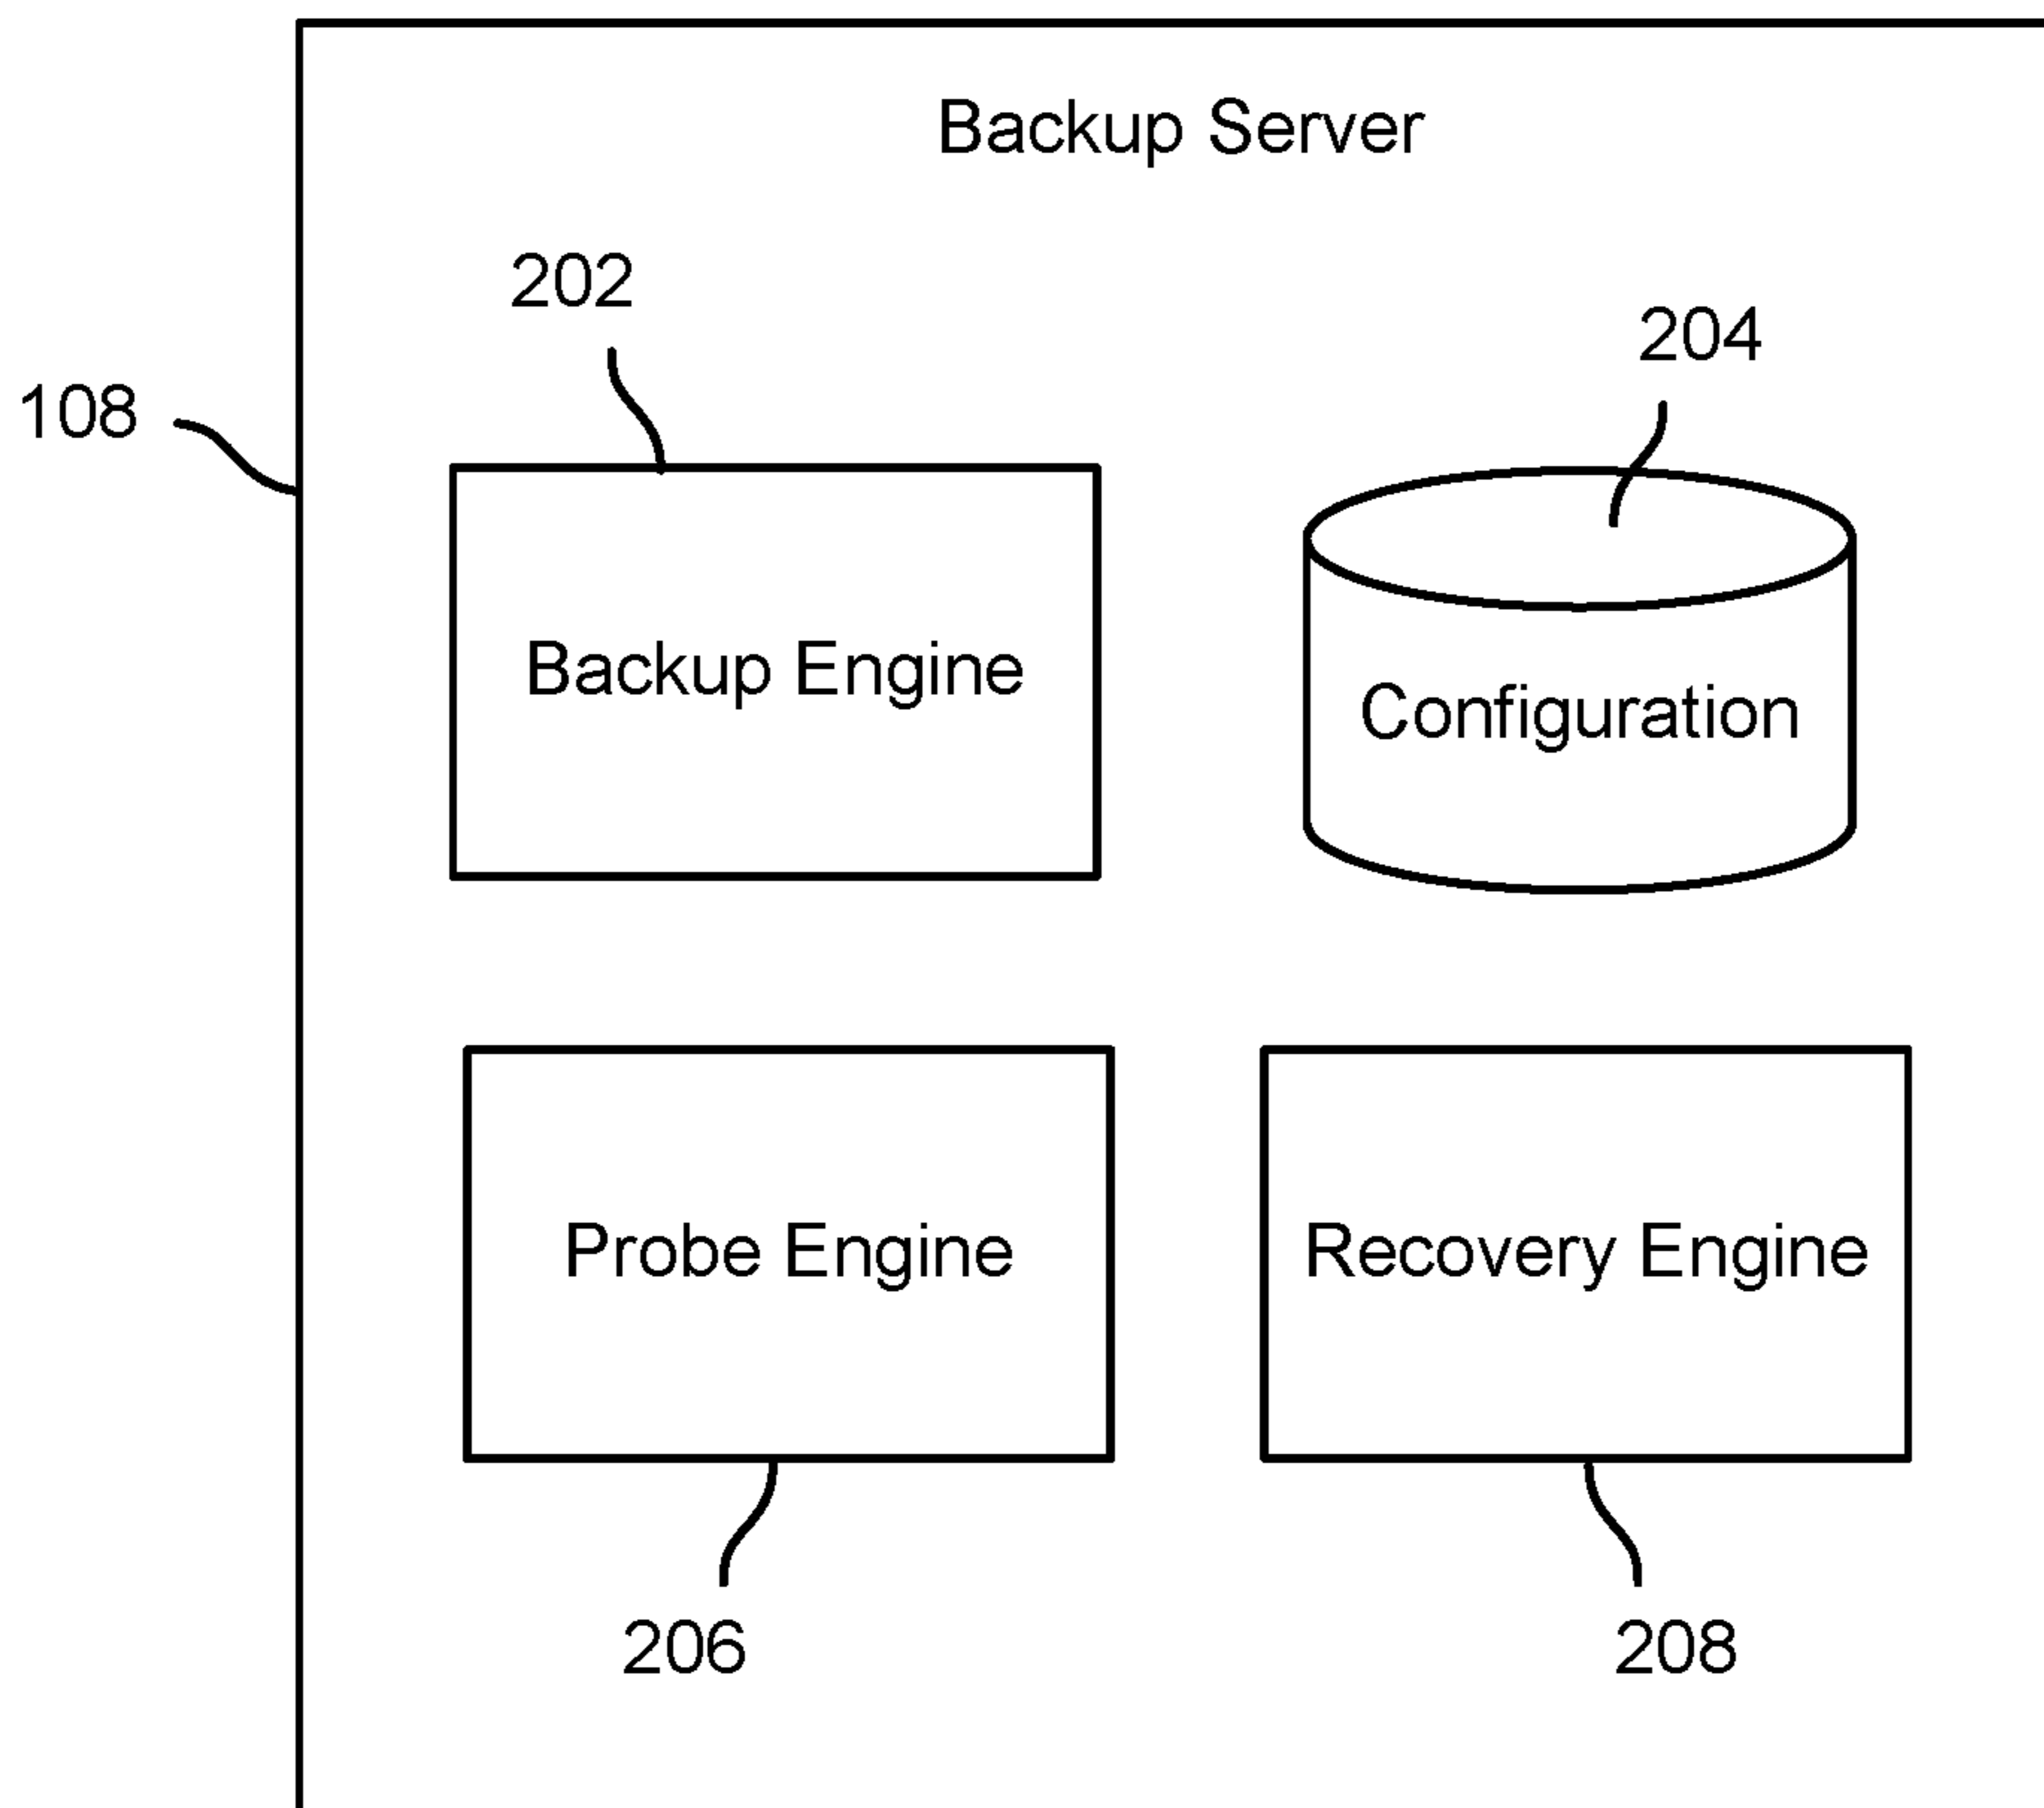 Backup Server
202
204
108
Backup Engine
Configuration
Probe Engine
Recovery Engine
206
208